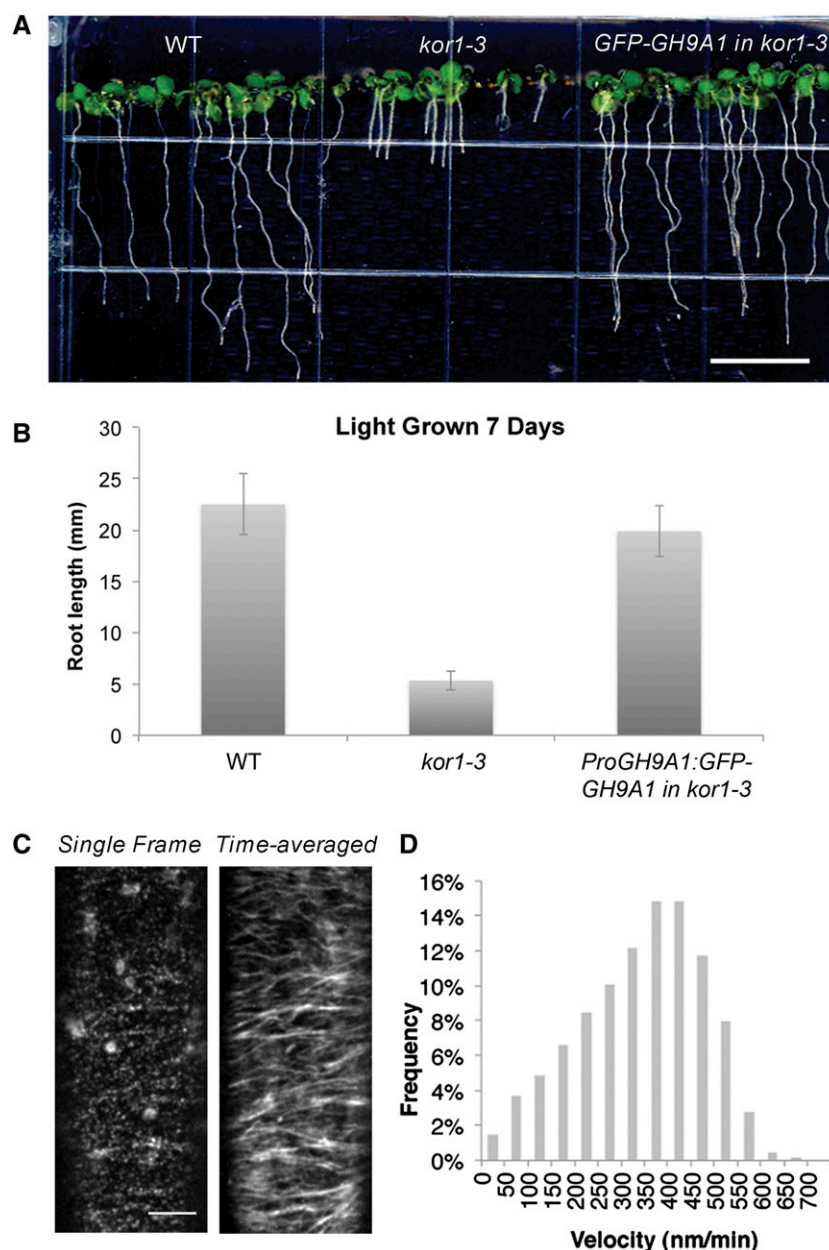 A
WT
kor1-3
GFP-GH9A1 in kor1-3
B
Light Grown 7 Days
Root length (mm)
30
25
20
15
10
5
0
WT
kor1-3
ProGH9A1:GFP-
GH9A1 in kor1-3
C
Single Frame
Time-averaged
D
Frequency
16%
14%
12%
10%
8%
6%
4%
2%
0%
0
50
100
150
200
250
300
350
400
450
500
550
600
650
700
Velocity (nm/min)